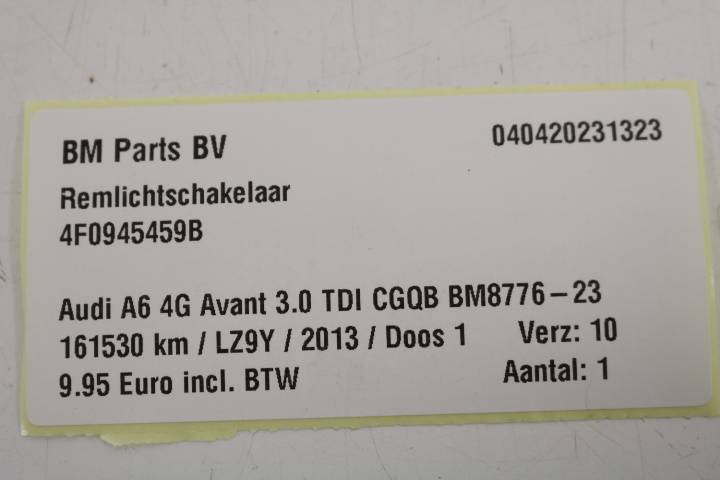 BM Parts BV 040420231323
Remlichtschakelaar
4F0945459B
Audi A6 4G Avant 3.0 TDI CGQB BM8776-23
161530 km / LZ9Y / 2013 / Doos 1 Verz: 10
9.95 Euro incl. BTW Aantal: 1